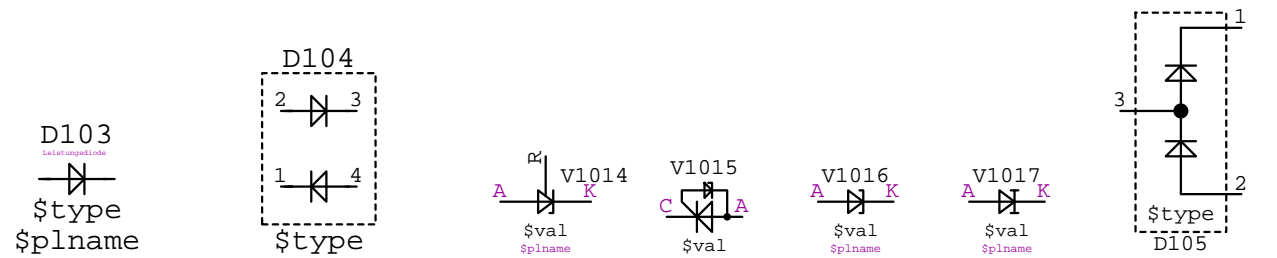 D103
Leistungsdiode
$type
$plname
D104
2 3
1 4
$type
R
V1014
A K
$val
$plname
V1015
C A
$val
V1016
A K
$val
$plname
V1017
A K
$val
$plname
1
3
2
$type
D105